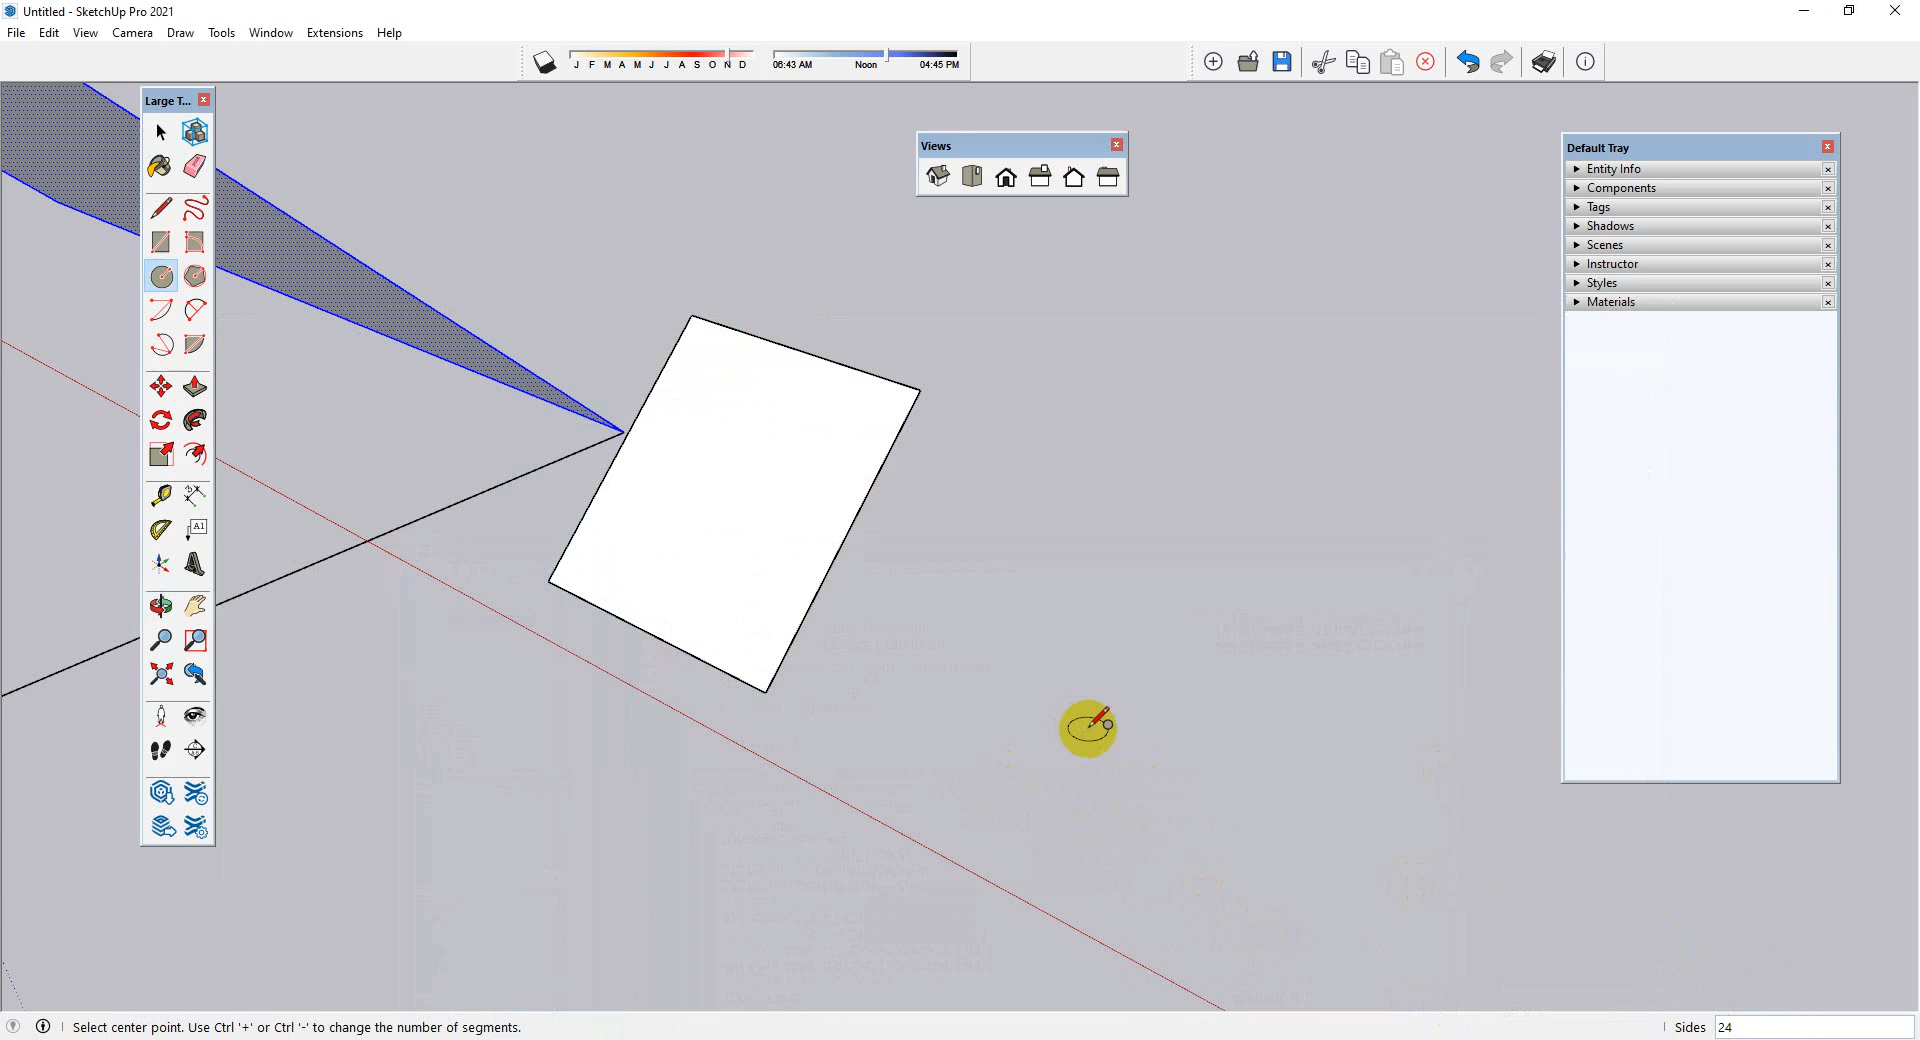 Untitled - SketchUp Pro 2021
File Edit View Camera Draw Tools Window Extensions Help
J F M A M J J A S O N D
06:43 AM Noon 04:45 PM
Large T...
A1
Views
Default Tray
Entity Info
Components
Tags
Shadows
Scenes
Instructor
Styles
Materials
Select center point. Use Ctrl '+' or Ctrl '-' to change the number of segments.
Sides 24